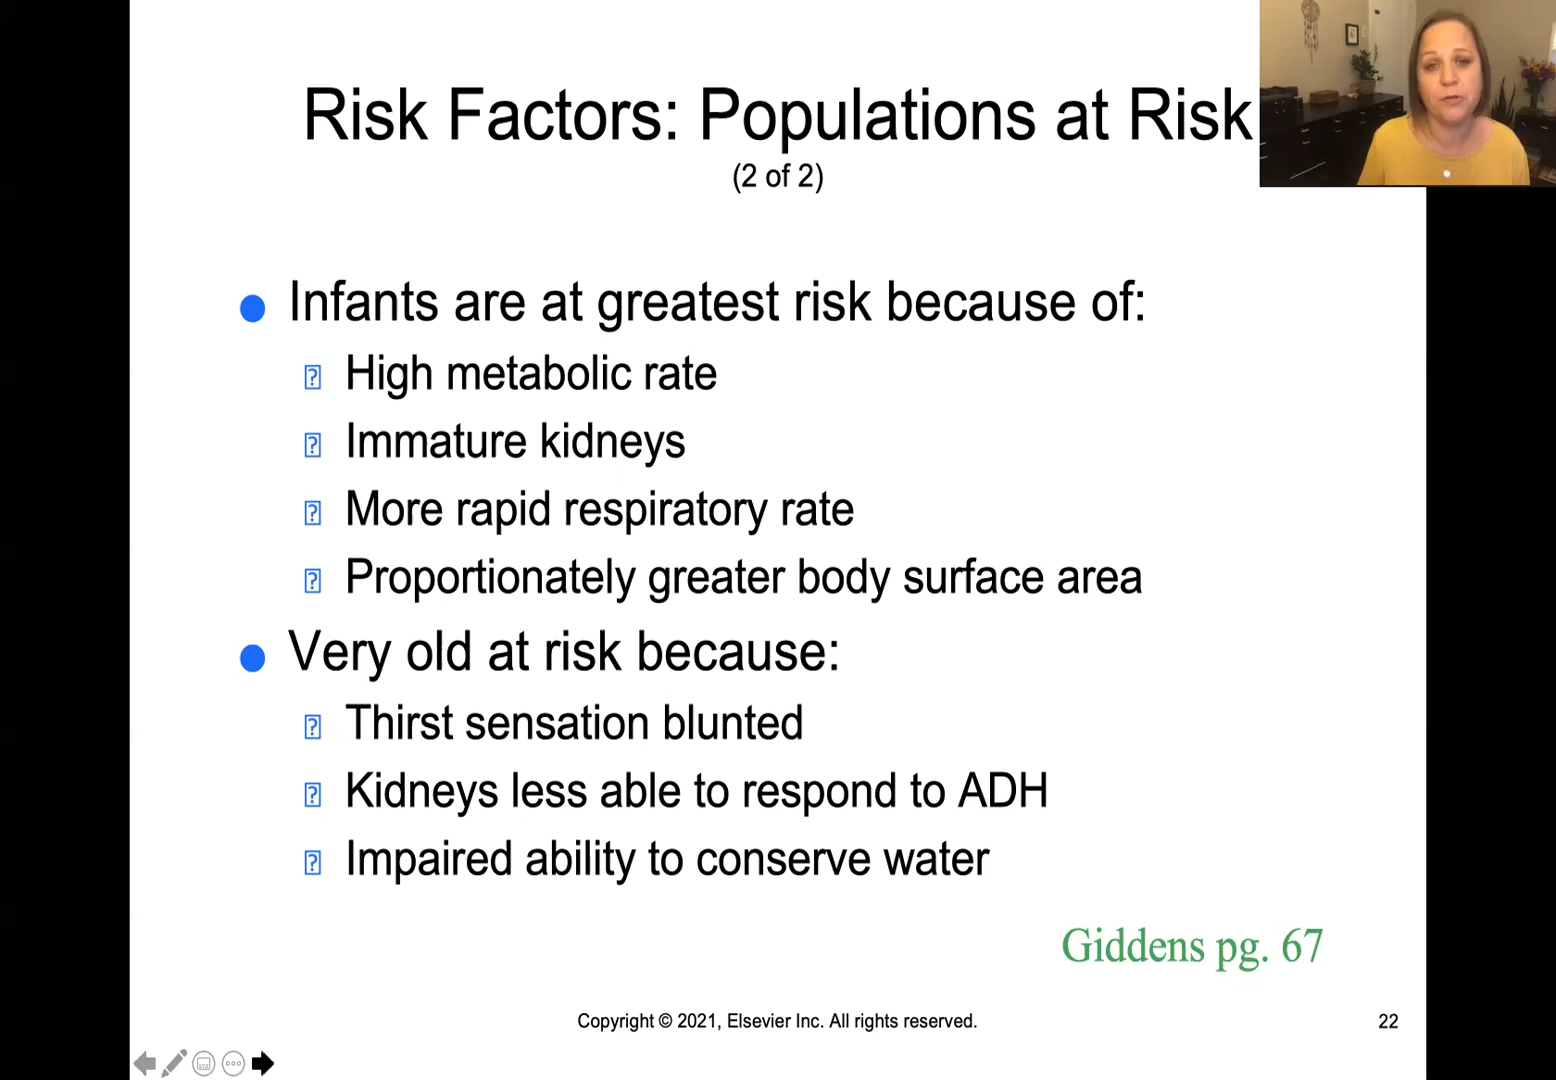 Risk Factors: Populations at Risk
(2 of 2)
Infants are at greatest risk because of:
High metabolic rate
Immature kidneys
More rapid respiratory rate
Proportionately greater body surface area
Very old at risk because:
Thirst sensation blunted
Kidneys less able to respond to ADH
Impaired ability to conserve water
Giddens pg. 67
Copyright © 2021, Elsevier Inc. All rights reserved.
22